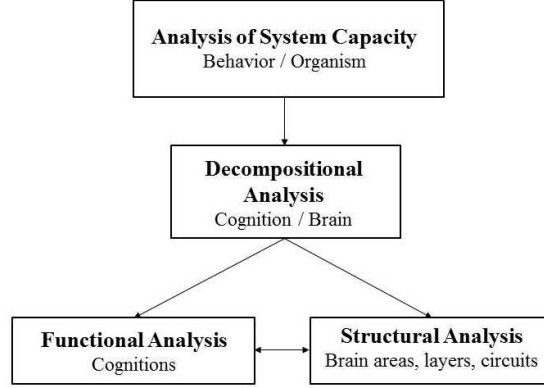 Analysis of System Capacity
Behavior / Organism
Decompositional
Analysis
Cognition / Brain
Functional Analysis
Cognitions
Structural Analysis
Brain areas, layers, circuits